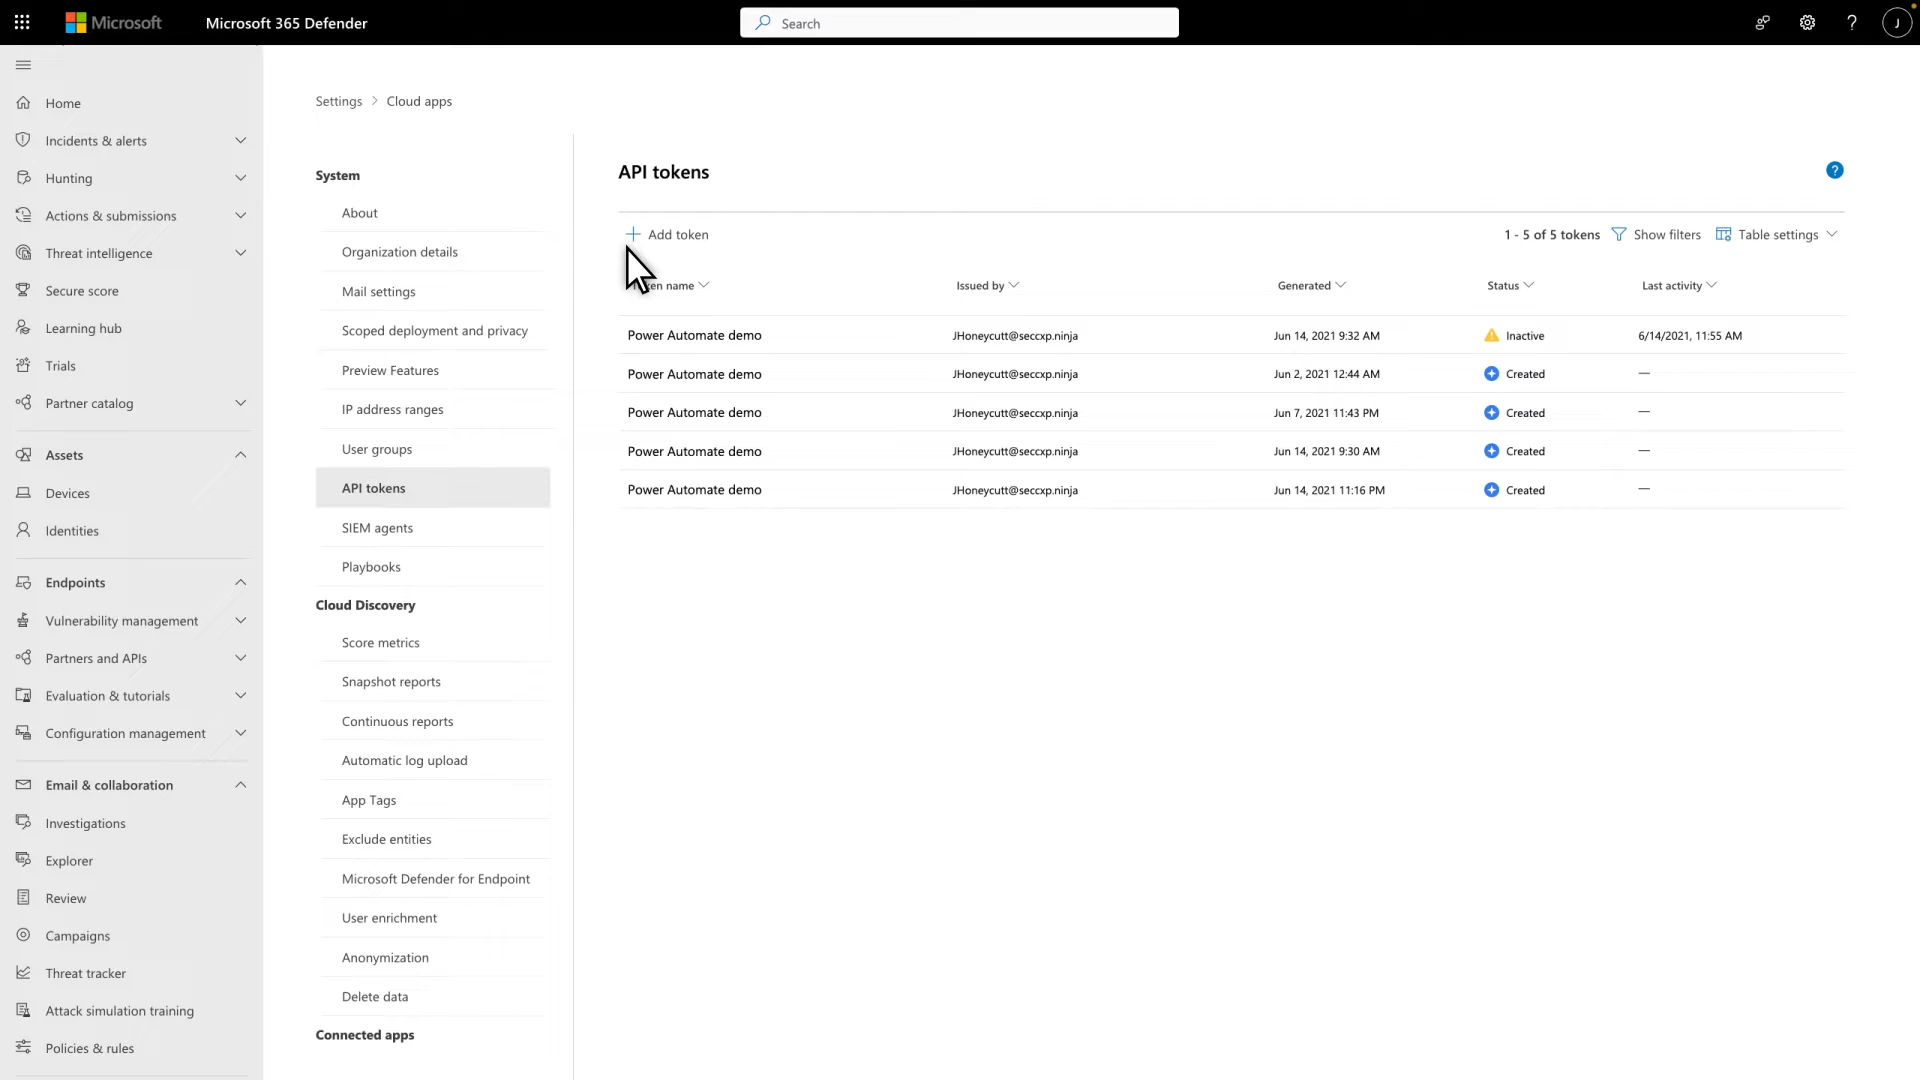 Microsoft
Microsoft 365 Defender
Search
?
J
Home
Incidents & alerts
Hunting
Actions & submissions
Threat intelligence
Secure score
Learning hub
Trials
Partner catalog
Assets
Devices
Identities
Endpoints
Vulnerability management
Partners and APIs
Evaluation & tutorials
Configuration management
Email & collaboration
Investigations
Explorer
Review
Campaigns
Threat tracker
Attack simulation training
Policies & rules
Settings > Cloud apps
System
About
Organization details
Mail settings
Scoped deployment and privacy
Preview Features
IP address ranges
User groups
API tokens
SIEM agents
Playbooks
Cloud Discovery
Score metrics
Snapshot reports
Continuous reports
Automatic log upload
App Tags
Exclude entities
Microsoft Defender for Endpoint
User enrichment
Anonymization
Delete data
Connected apps
API tokens
?
Add token
1 - 5 of 5 tokens Show filters Table settings
name Issued by Generated Status Last activity
Power Automate demo JHoneycutt@seccxp.ninja Jun 14, 2021 9:32 AM Inactive 6/14/2021, 11:55 AM
Power Automate demo JHoneycutt@seccxp.ninja Jun 2, 2021 12:44 AM Created —
Power Automate demo JHoneycutt@seccxp.ninja Jun 7, 2021 11:43 PM Created —
Power Automate demo JHoneycutt@seccxp.ninja Jun 14, 2021 9:30 AM Created —
Power Automate demo JHoneycutt@seccxp.ninja Jun 14, 2021 11:16 PM Created —